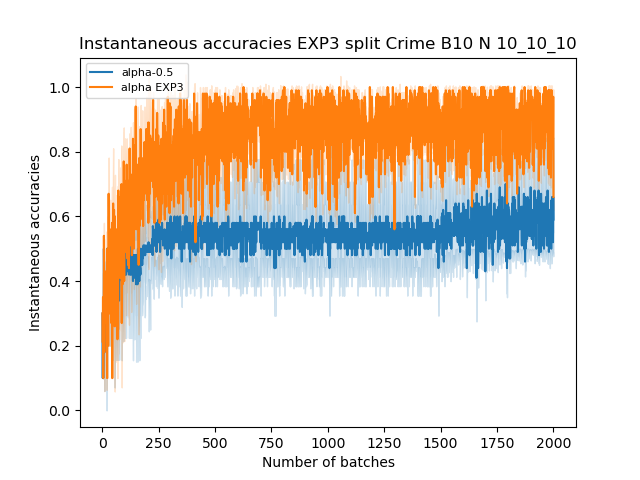 Instantaneous accuracies EXP3 split Crime B10 N 10_10_10
alpha-0.5
alpha EXP3
Instantaneous accuracies
1.0
0.8
0.6
0.4
0.2
0.0
0 250 500 750 1000 1250 1500 1750 2000
Number of batches